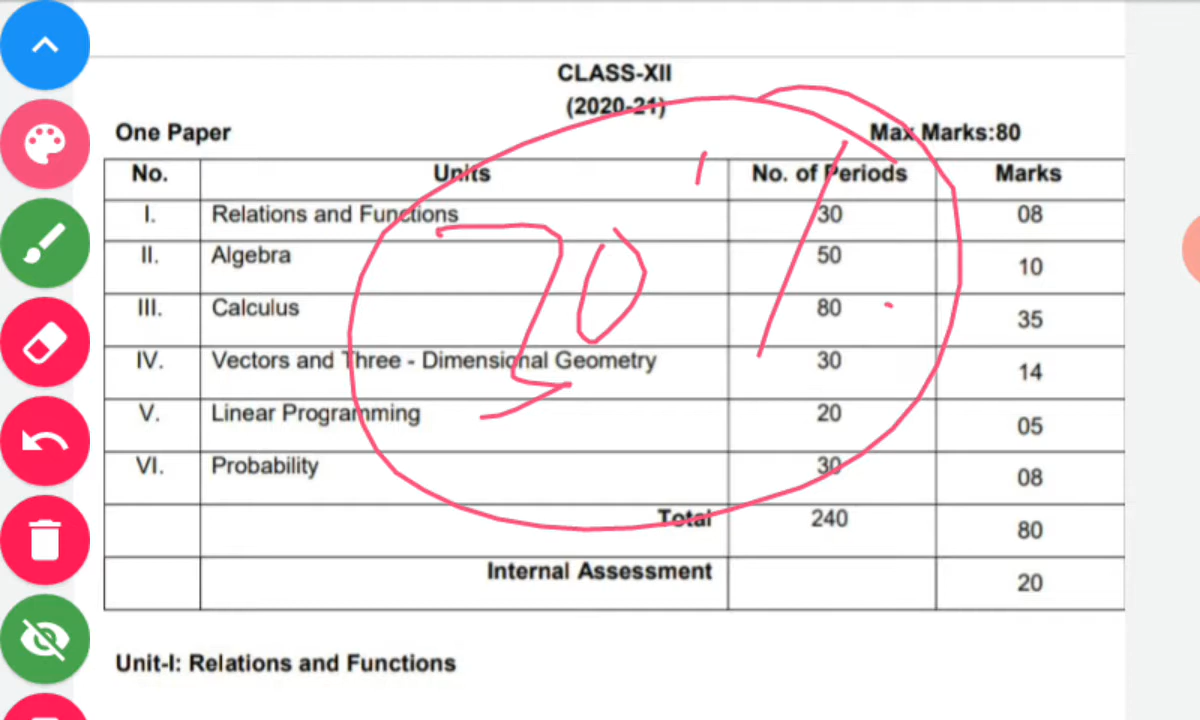 CLASS-XII
(2020-21)
One Paper Max Marks:80
No. Units No. of Periods Marks
I. Relations and Functions 30 08
II. Algebra 50 10
III. Calculus 80 35
IV. Vectors and Three - Dimensional Geometry 30 14
V. Linear Programming 20 05
VI. Probability 30 08
Total 240 80
Internal Assessment 20
Unit-I: Relations and Functions